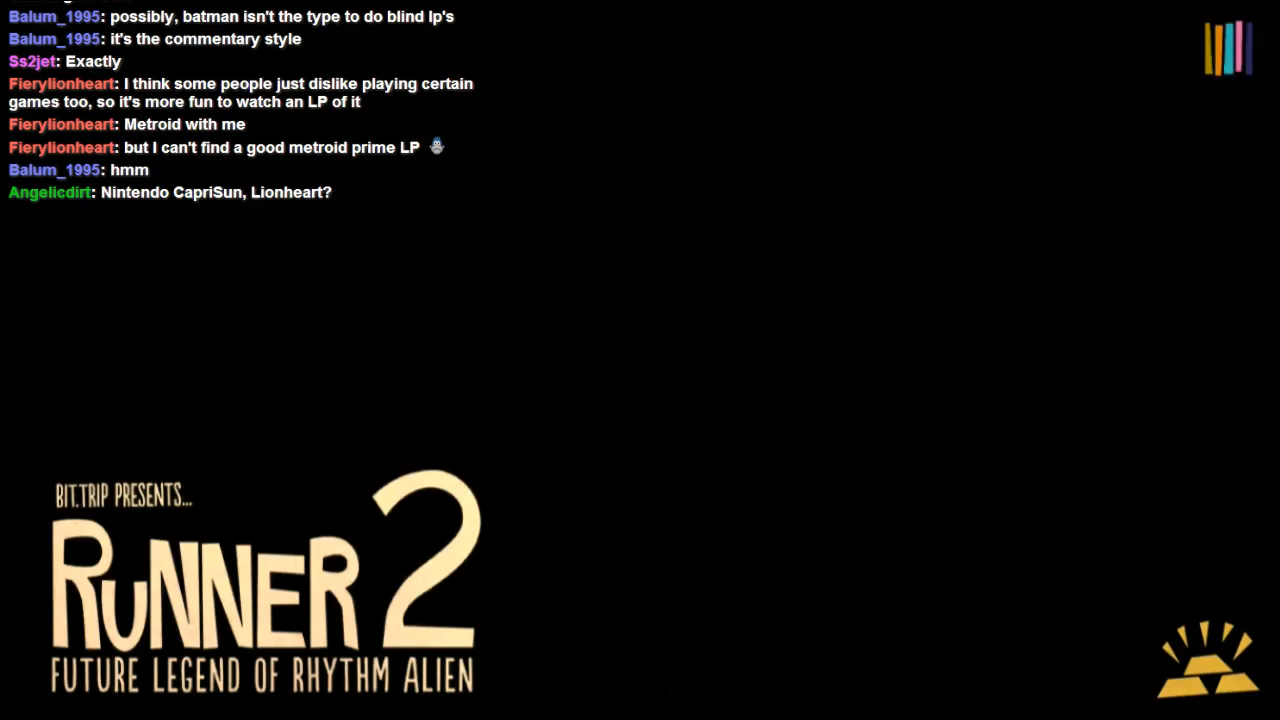 Balum_1995: possibly, batman isn't the type to do blind lp's
Balum_1995: it's the commentary style
Ss2jet: Exactly
Fierylionheart: I think some people just dislike playing certain
games too, so it's more fun to watch an LP of it
Fierylionheart: Metroid with me
Fierylionheart: but I can't find a good metroid prime LP
Balum_1995: hmm
Angelicdirt: Nintendo CapriSun, Lionheart?
BIT.TRIP PRESENTS...
RUNNER 2
FUTURE LEGEND OF RHYTHM ALIEN